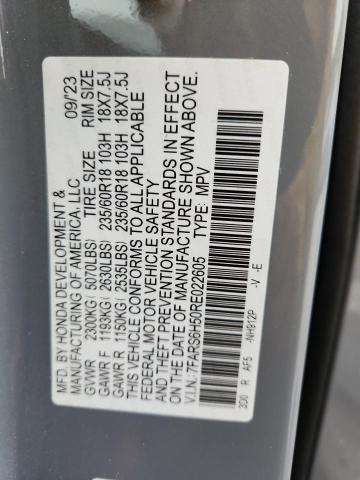 MFD. BY HONDA DEVELOPMENT & 09/'23
MANUFACTURING OF AMERICA, LLC
GVWR 2300KG( 5070LBS) TIRE SIZE RIM SIZE
GAWR F 1193KG( 2630LBS) 235/60R18 103H 18X7.5J
GAWR R 1150KG( 2535LBS) 235/60R18 103H 18X7.5J
THIS VEHICLE CONFORMS TO ALL APPLICABLE
FEDERAL MOTOR VEHICLE SAFETY
AND THEFT PREVENTION STANDARDS IN EFFECT
ON THE DATE OF MANUFACTURE SHOWN ABOVE.
V.I.N.:7FARS6H50RE022605 TYPE: MPV
3D0 R AF5 -NH912P -V -E